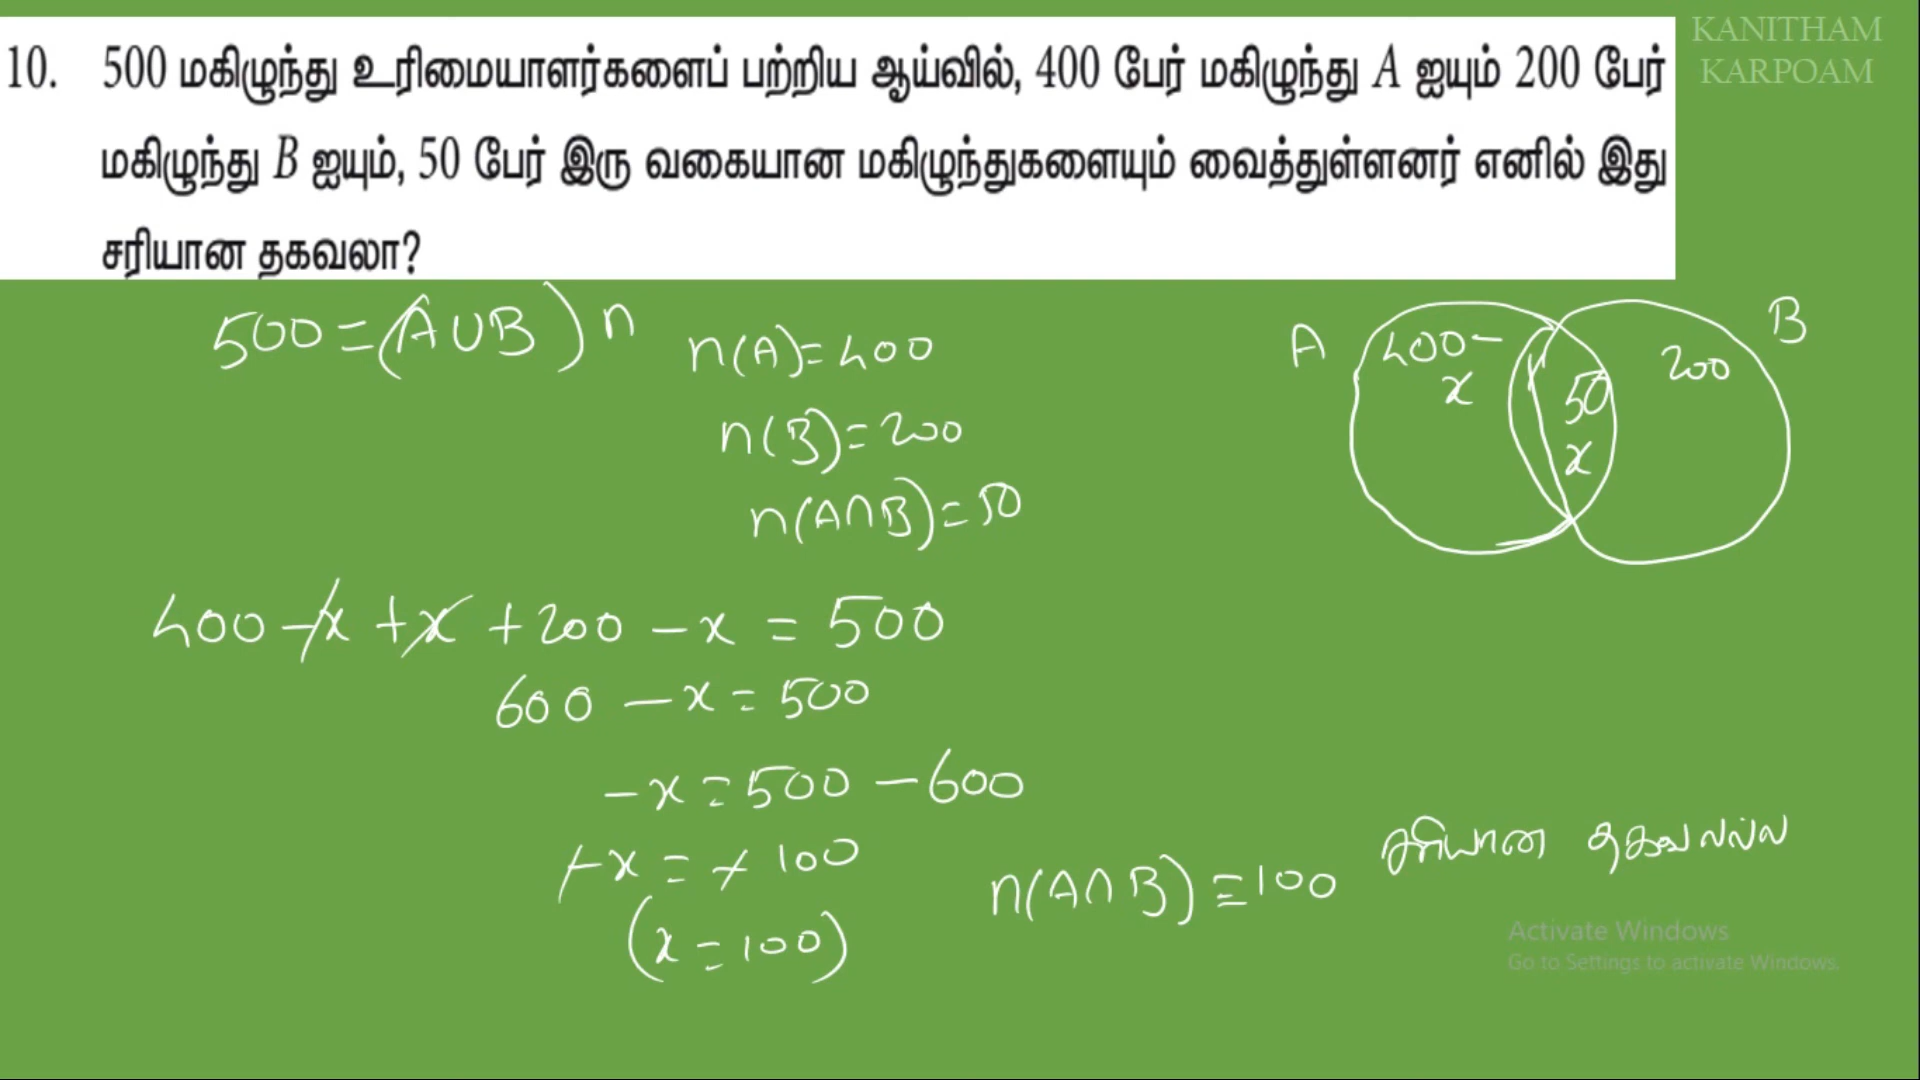 KANITHAM
KARPOAM
10. 500 மகிழுந்து உரிமையாளர்களைப் பற்றிய ஆய்வில், 400 பேர் மகிழுந்து A ஐயும் 200 பேர்
மகிழுந்து B ஐயும், 50 பேர் இரு வகையான மகிழுந்துகளையும் வைத்துள்ளனர் எனில் இது
சரியான தகவலா?
500 = (A∪B) n
n(A) = 400
n(B) = 200
n(A∩B) = 50
A
400 –
x
50
x
200
B
400 – x + x + 200 – x = 500
600 – x = 500
– x = 500 – 600
– x = – 100
(x = 100)
n(A∩B) = 100
சரியான தகவலல்ல
Activate Windows
Go to Settings to activate Windows.